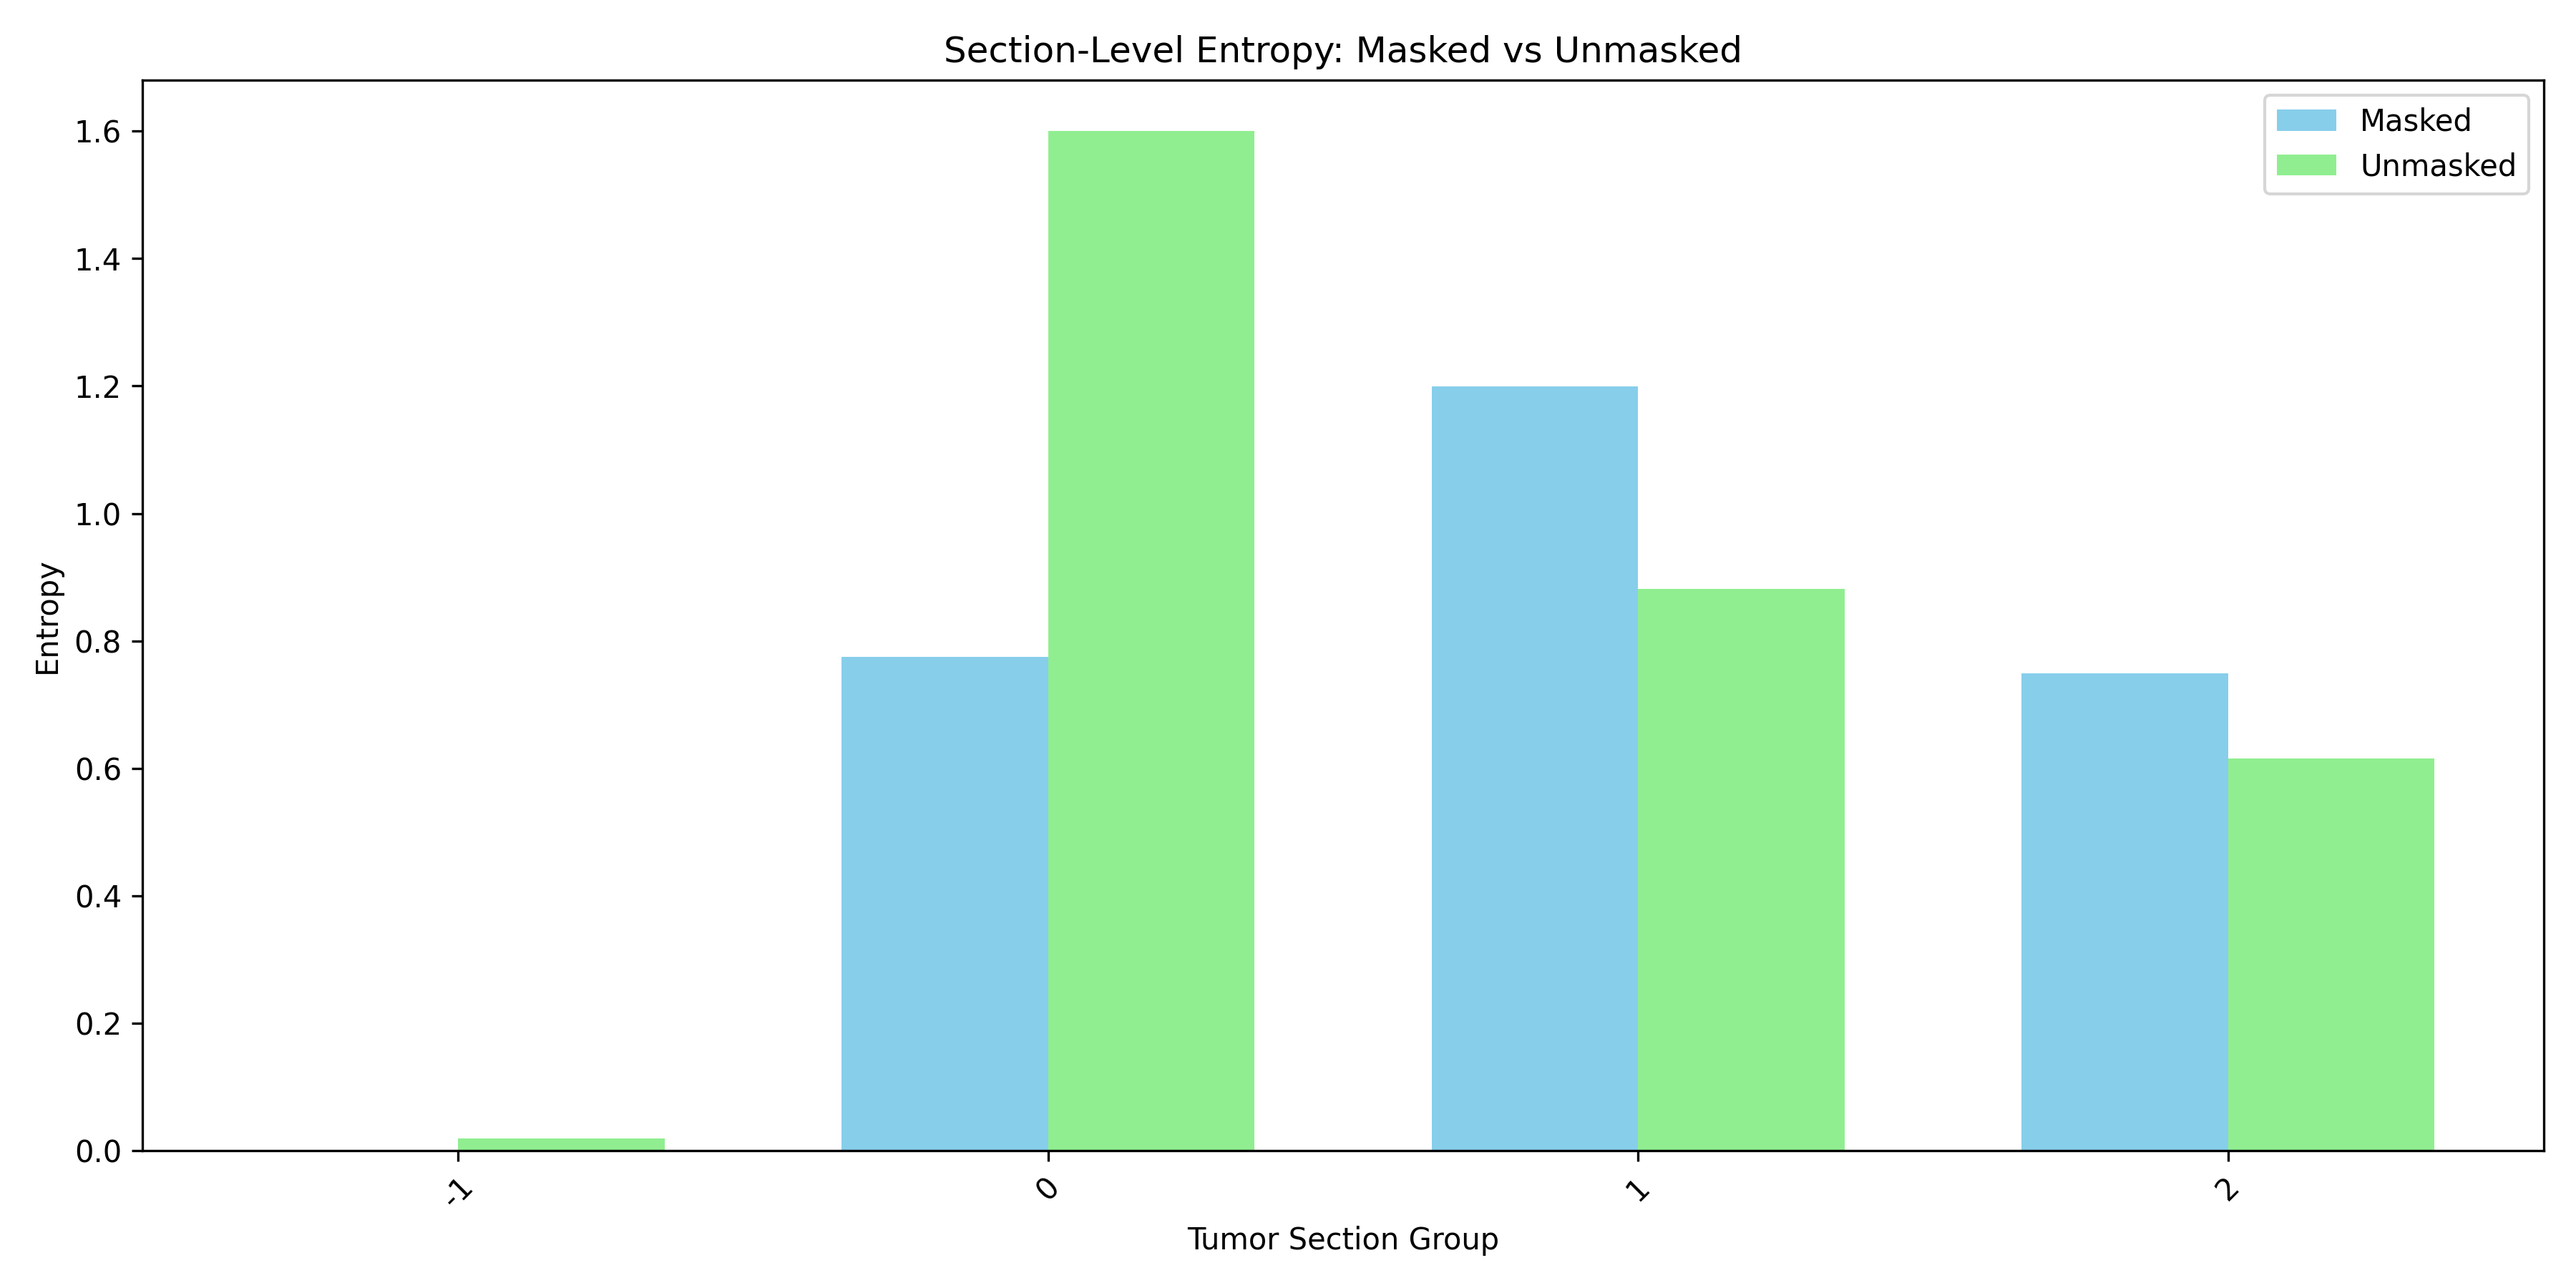 Section-Level Entropy: Masked vs Unmasked
Masked
Unmasked
Entropy
1.6
1.4
1.2
1.0
0.8
0.6
0.4
0.2
0.0
-1 0 1 2
Tumor Section Group